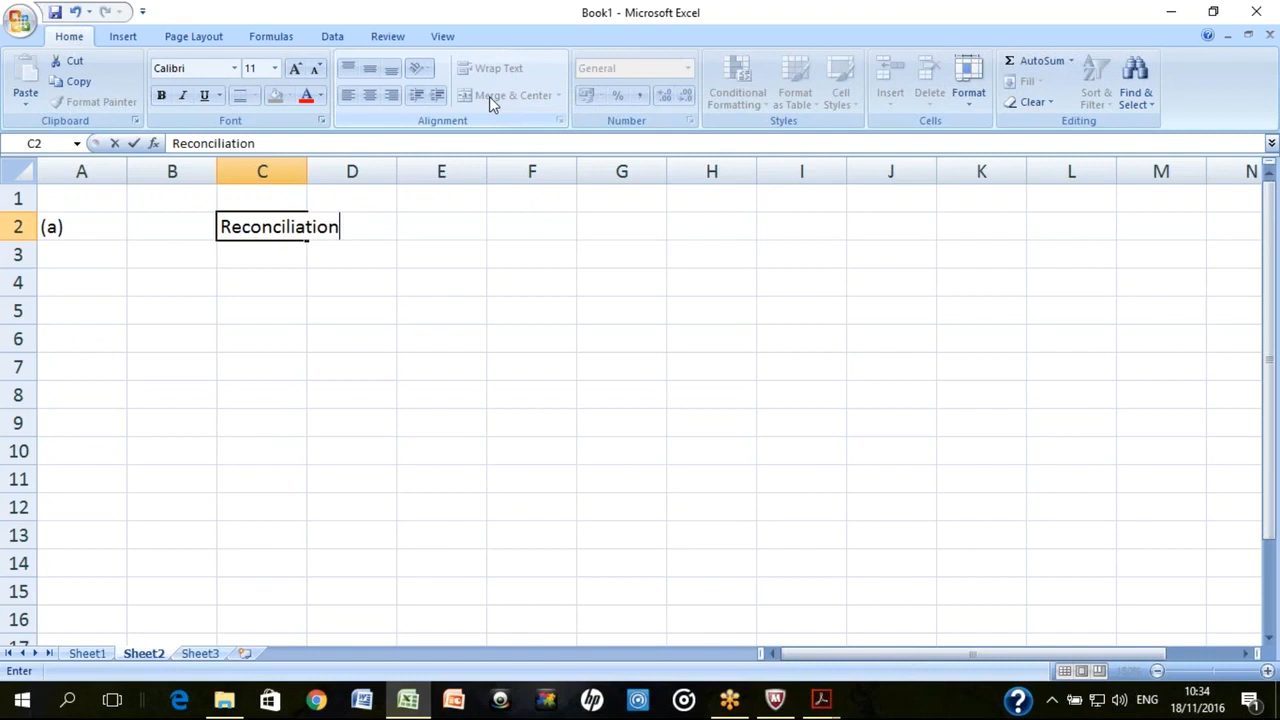 Book1 - Microsoft Excel
Home Insert Page Layout Formulas Data Review View
Paste
Cut
Copy
Format Painter
Clipboard
Calibri 11
B I U
Font
Wrap Text
Merge & Center
Alignment
General
% ,
Number
Conditional Formatting
Format as Table
Cell Styles
Styles
Insert
Delete
Format
Cells
Σ AutoSum
Fill
Clear
Sort & Filter
Find & Select
Editing
C2 fx Reconciliation
A B C D E F G H I J K L M N
1
2 (a) Reconciliation
3
4
5
6
7
8
9
10
11
12
13
14
15
16
17
Sheet1 Sheet2 Sheet3
Enter
ENG
10:34
18/11/2016